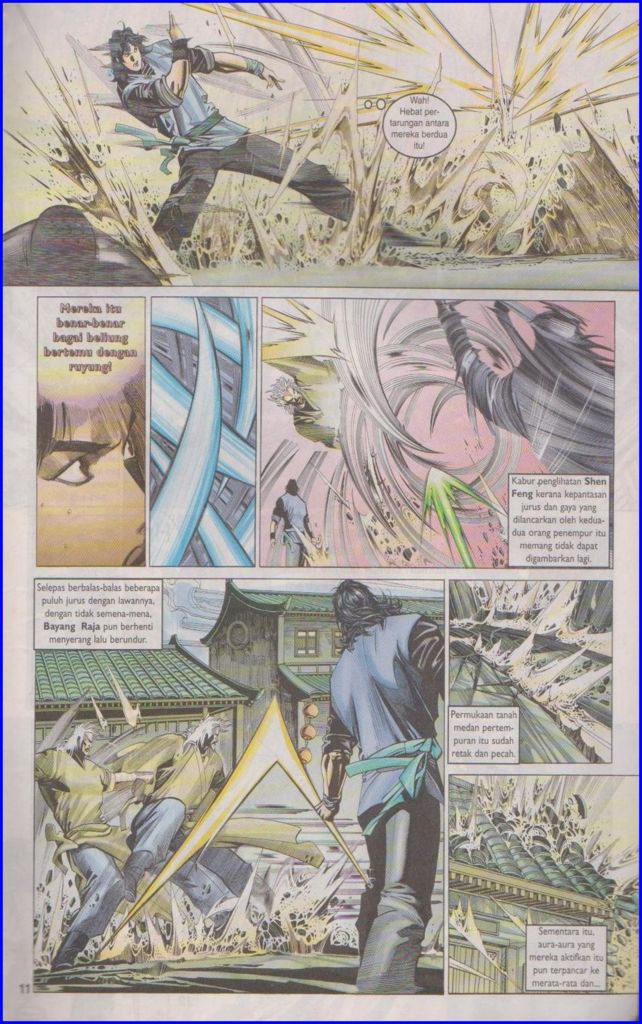 Wah!
Hebat per-
tarungan antara
mereka berdua
itu!
Mereka itu
benar-benar
bagai beliung
bertemu dengan
ruyung!
Kabur penglihatan Shen
Feng kerana kepantasan
jurus dan gaya yang
dilancarkan oleh kedua-
dua orang penempur itu
memang tidak dapat
digambarkan lagi.
Selepas berbalas-balas beberapa
puluh jurus dengan lawannya,
dengan tidak semena-mena,
Bayang Raja pun berhenti
menyerang lalu berundur.
Permukaan tanah
medan pertem-
puran itu sudah
retak dan pecah.
Sementara itu,
aura-aura yang
mereka aktifkan itu
pun terpancar ke
merata-rata dan...
11